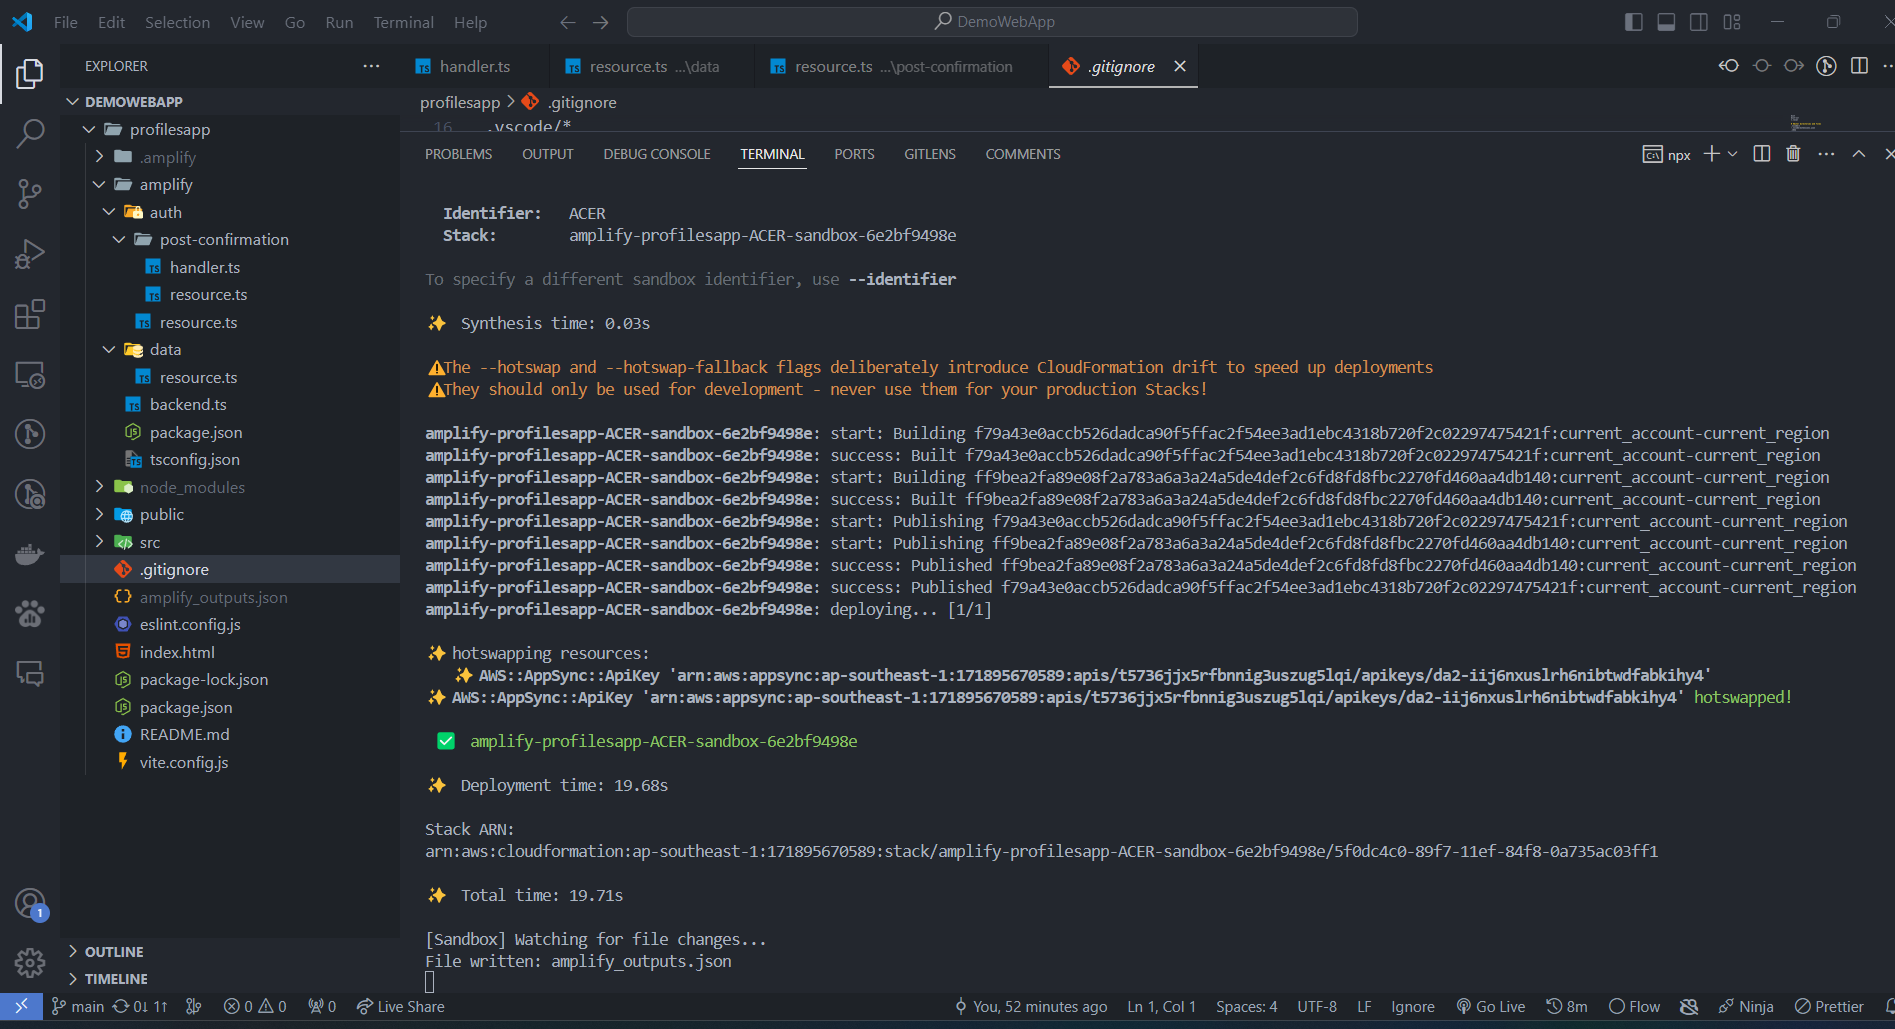 File Edit Selection View Go Run Terminal Help
DemoWebApp
EXPLORER
handler.ts
resource.ts ...\data
resource.ts ...\post-confirmation
.gitignore
DEMOWEBAPP
profilesapp
.amplify
amplify
auth
post-confirmation
handler.ts
resource.ts
resource.ts
data
resource.ts
backend.ts
package.json
tsconfig.json
node_modules
public
src
.gitignore
amplify_outputs.json
eslint.config.js
index.html
package-lock.json
package.json
README.md
vite.config.js
OUTLINE
TIMELINE
profilesapp > .gitignore
16 .vscode/*
PROBLEMS OUTPUT DEBUG CONSOLE TERMINAL PORTS GITLENS COMMENTS
npx
Identifier: ACER
Stack: amplify-profilesapp-ACER-sandbox-6e2bf9498e
To specify a different sandbox identifier, use --identifier
✨ Synthesis time: 0.03s
⚠The --hotswap and --hotswap-fallback flags deliberately introduce CloudFormation drift to speed up deployments
⚠They should only be used for development - never use them for your production Stacks!
amplify-profilesapp-ACER-sandbox-6e2bf9498e: start: Building f79a43e0accb526dadca90f5ffac2f54ee3ad1ebc4318b720f2c02297475421f:current_account-current_region
amplify-profilesapp-ACER-sandbox-6e2bf9498e: success: Built f79a43e0accb526dadca90f5ffac2f54ee3ad1ebc4318b720f2c02297475421f:current_account-current_region
amplify-profilesapp-ACER-sandbox-6e2bf9498e: start: Building ff9bea2fa89e08f2a783a6a3a24a5de4def2c6fd8fd8fbc2270fd460aa4db140:current_account-current_region
amplify-profilesapp-ACER-sandbox-6e2bf9498e: success: Built ff9bea2fa89e08f2a783a6a3a24a5de4def2c6fd8fd8fbc2270fd460aa4db140:current_account-current_region
amplify-profilesapp-ACER-sandbox-6e2bf9498e: start: Publishing f79a43e0accb526dadca90f5ffac2f54ee3ad1ebc4318b720f2c02297475421f:current_account-current_region
amplify-profilesapp-ACER-sandbox-6e2bf9498e: start: Publishing ff9bea2fa89e08f2a783a6a3a24a5de4def2c6fd8fd8fbc2270fd460aa4db140:current_account-current_region
amplify-profilesapp-ACER-sandbox-6e2bf9498e: success: Published ff9bea2fa89e08f2a783a6a3a24a5de4def2c6fd8fd8fbc2270fd460aa4db140:current_account-current_region
amplify-profilesapp-ACER-sandbox-6e2bf9498e: success: Published f79a43e0accb526dadca90f5ffac2f54ee3ad1ebc4318b720f2c02297475421f:current_account-current_region
amplify-profilesapp-ACER-sandbox-6e2bf9498e: deploying... [1/1]
✨ hotswapping resources:
✨ AWS::AppSync::ApiKey 'arn:aws:appsync:ap-southeast-1:171895670589:apis/t5736jjx5rfbnnig3uszug5lqi/apikeys/da2-iij6nxuslrh6nibtwdfabkihy4'
✨ AWS::AppSync::ApiKey 'arn:aws:appsync:ap-southeast-1:171895670589:apis/t5736jjx5rfbnnig3uszug5lqi/apikeys/da2-iij6nxuslrh6nibtwdfabkihy4' hotswapped!
✅ amplify-profilesapp-ACER-sandbox-6e2bf9498e
✨ Deployment time: 19.68s
Stack ARN:
arn:aws:cloudformation:ap-southeast-1:171895670589:stack/amplify-profilesapp-ACER-sandbox-6e2bf9498e/5f0dc4c0-89f7-11ef-84f8-0a735ac03ff1
✨ Total time: 19.71s
[Sandbox] Watching for file changes...
File written: amplify_outputs.json
1
main 0↓ 1↑ 0 0 0 Live Share You, 52 minutes ago Ln 1, Col 1 Spaces: 4 UTF-8 LF Ignore Go Live 8m Flow Ninja Prettier